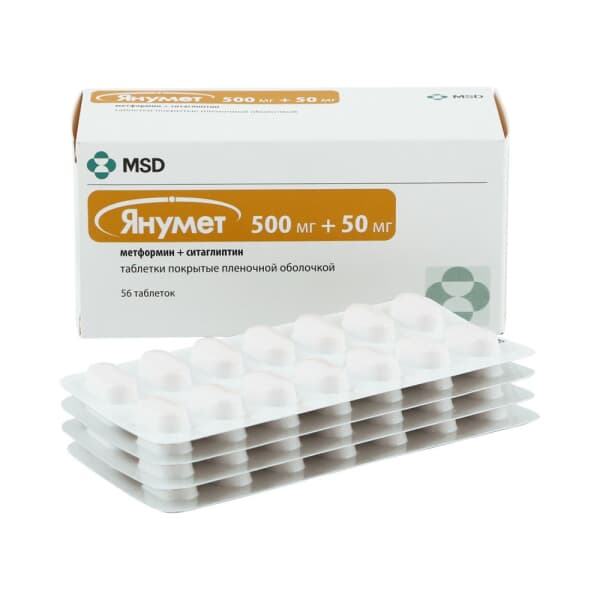 Янумет 500 мг + 50 мг
метформин + ситаглиптин
таблетки покрытые пленочной оболочкой
MSD
MSD
Янумет 500 мг + 50 мг
метформин + ситаглиптин
таблетки покрытые пленочной оболочкой
56 таблеток